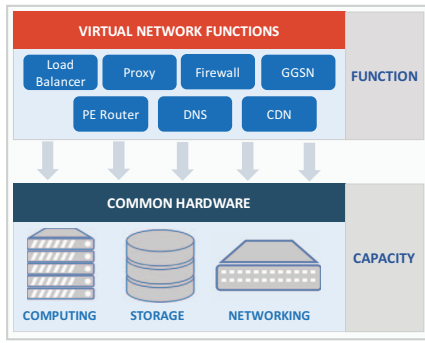 VIRTUAL NETWORK FUNCTIONS
Load
Balancer
Proxy
Firewall
GGSN
PE Router
DNS
CDN
FUNCTION
COMMON HARDWARE
COMPUTING
STORAGE
NETWORKING
CAPACITY